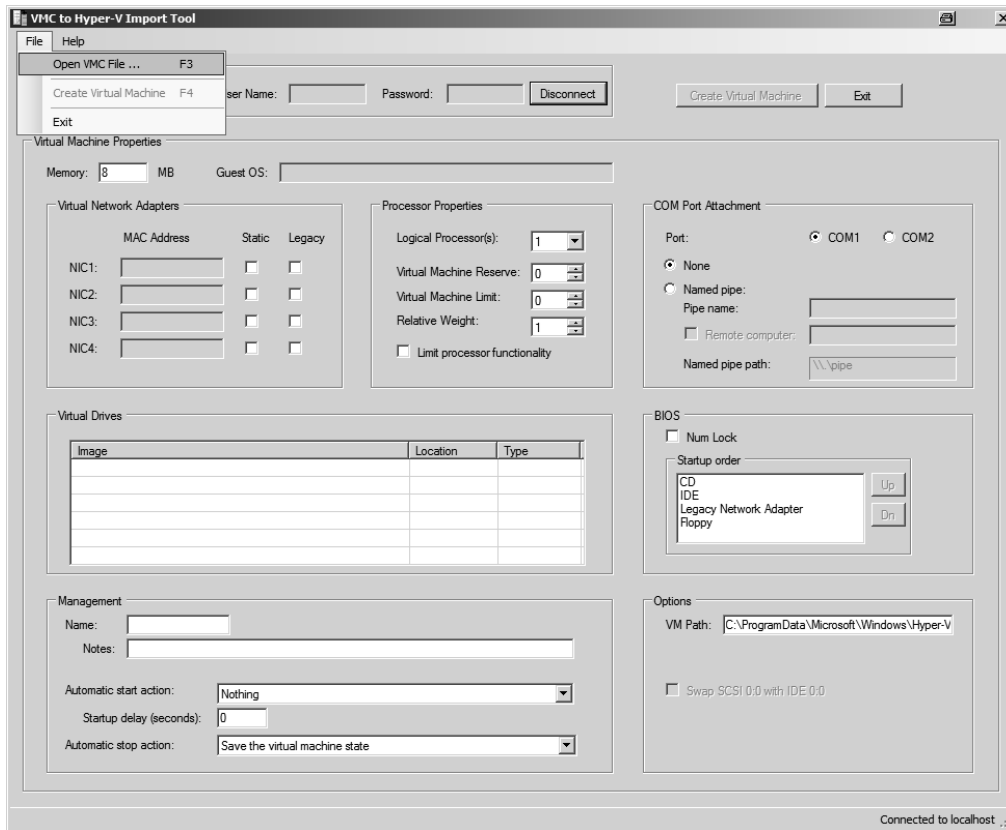 VMC to Hyper-V Import Tool
File Help
Open VMC File ... F3
Create Virtual Machine F4
Exit
ser Name: Password: Disconnect Create Virtual Machine Exit
Virtual Machine Properties
Memory: 8 MB Guest OS:
Virtual Network Adapters
MAC Address Static Legacy
NIC1:
NIC2:
NIC3:
NIC4:
Processor Properties
Logical Processor(s): 1
Virtual Machine Reserve: 0
Virtual Machine Limit: 0
Relative Weight: 1
Limit processor functionality
COM Port Attachment
Port: COM1 COM2
None
Named pipe:
Pipe name:
Remote computer:
Named pipe path: \\.\pipe
Virtual Drives
Image Location Type
BIOS
Num Lock
Startup order
CD
IDE
Legacy Network Adapter
Floppy
Up
Dn
Management
Name:
Notes:
Automatic start action: Nothing
Startup delay (seconds): 0
Automatic stop action: Save the virtual machine state
Options
VM Path: C:\ProgramData\Microsoft\Windows\Hyper-V
Swap SCSI 0:0 with IDE 0:0
Connected to localhost